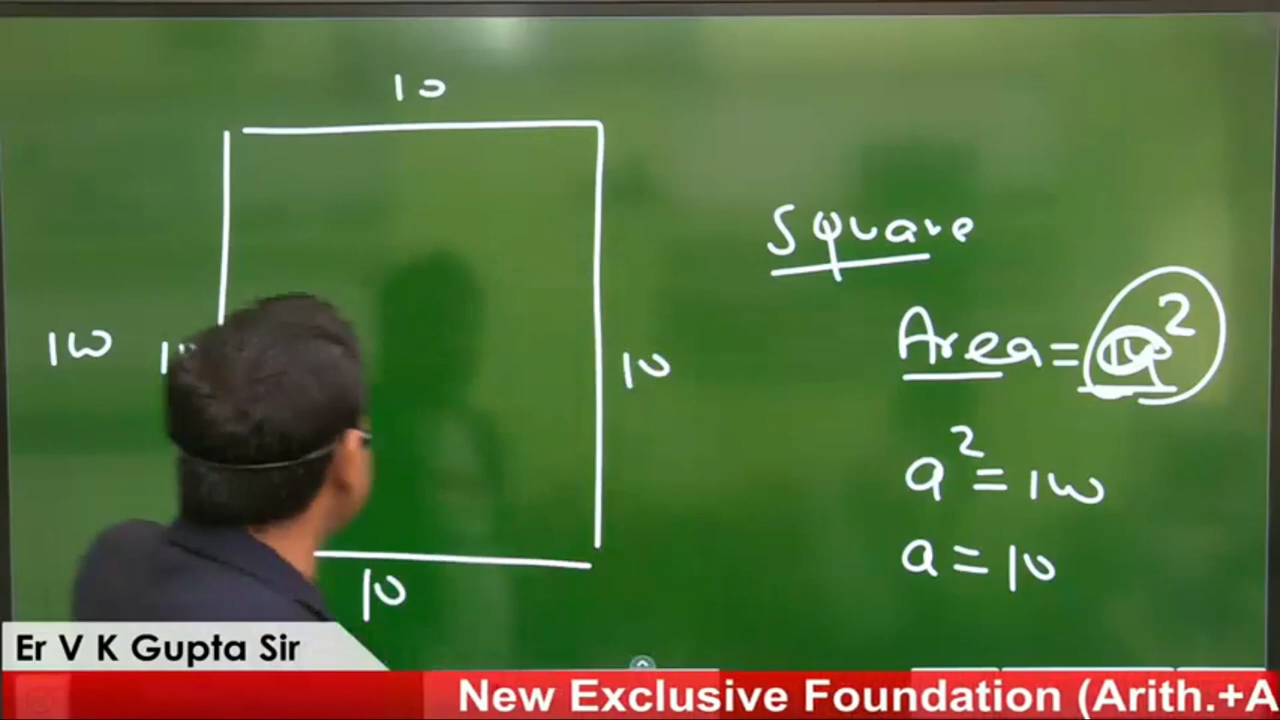 10
Square
Area = a²
100
10
a² = 100
a = 10
10
Er V K Gupta Sir
New Exclusive Foundation (Arith.+A